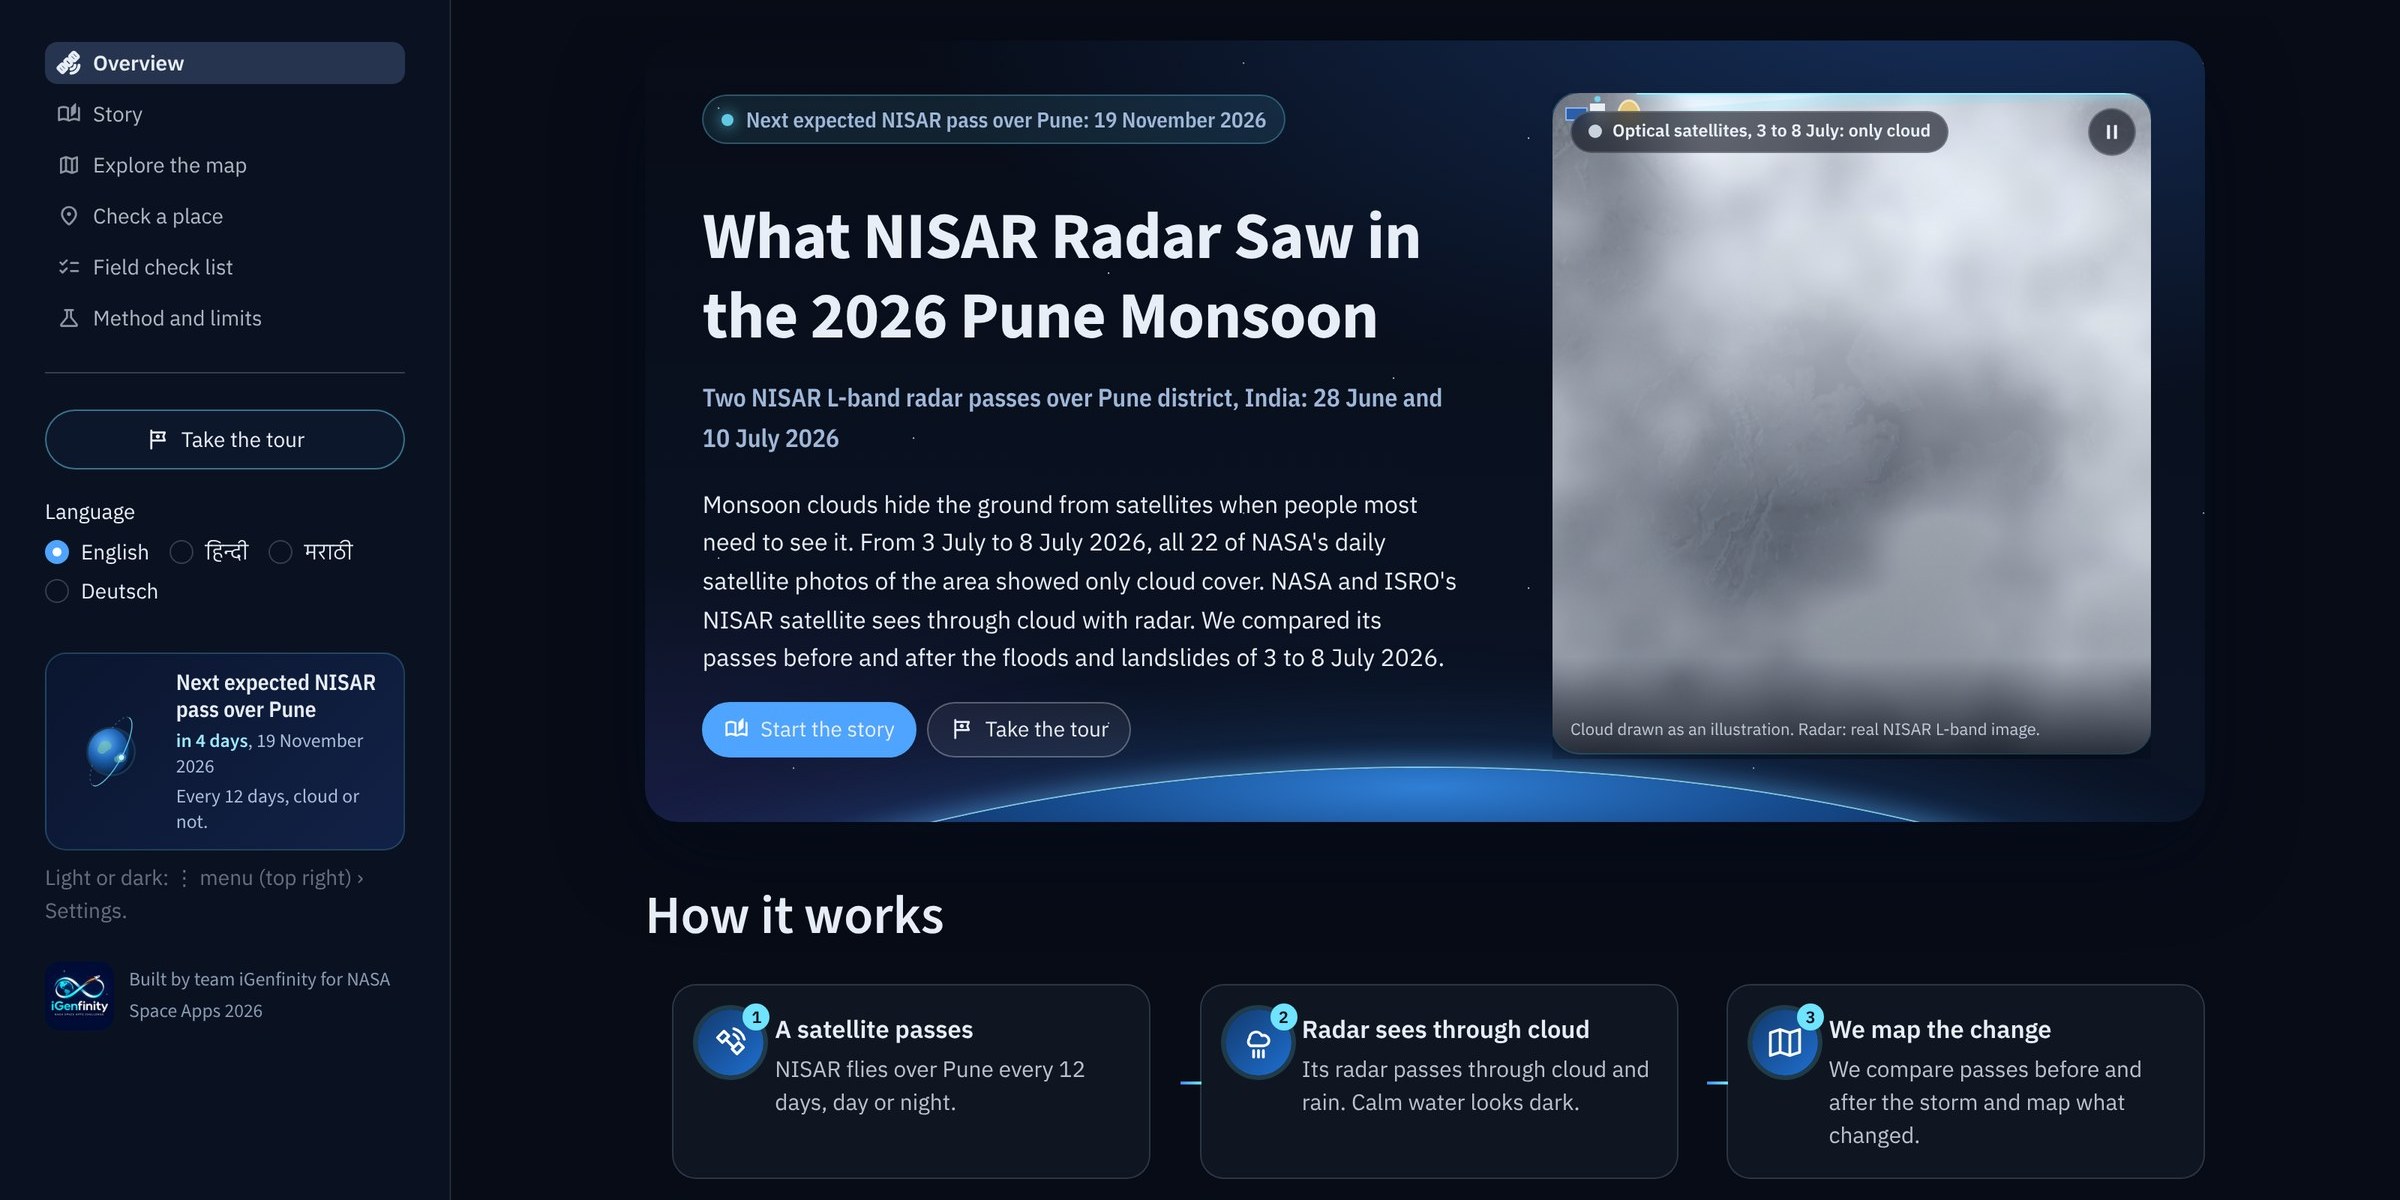 Overview
Story
Explore the map
Check a place
Field check list
Method and limits
Take the tour
Language
English
हिन्दी
मराठी
Deutsch
Next expected NISAR
pass over Pune
in 4 days, 19 November
2026
Every 12 days, cloud or
not.
Light or dark: ⋮ menu (top right) ›
Settings.
iGenfinity
Built by team iGenfinity for NASA
Space Apps 2026
Next expected NISAR pass over Pune: 19 November 2026
What NISAR Radar Saw in
the 2026 Pune Monsoon
Two NISAR L-band radar passes over Pune district, India: 28 June and
10 July 2026
Monsoon clouds hide the ground from satellites when people most
need to see it. From 3 July to 8 July 2026, all 22 of NASA's daily
satellite photos of the area showed only cloud cover. NASA and ISRO's
NISAR satellite sees through cloud with radar. We compared its
passes before and after the floods and landslides of 3 to 8 July 2026.
Start the story
Take the tour
Optical satellites, 3 to 8 July: only cloud
Cloud drawn as an illustration. Radar: real NISAR L-band image.
How it works
1
A satellite passes
NISAR flies over Pune every 12
days, day or night.
2
Radar sees through cloud
Its radar passes through cloud and
rain. Calm water looks dark.
3
We map the change
We compare passes before and
after the storm and map what
changed.